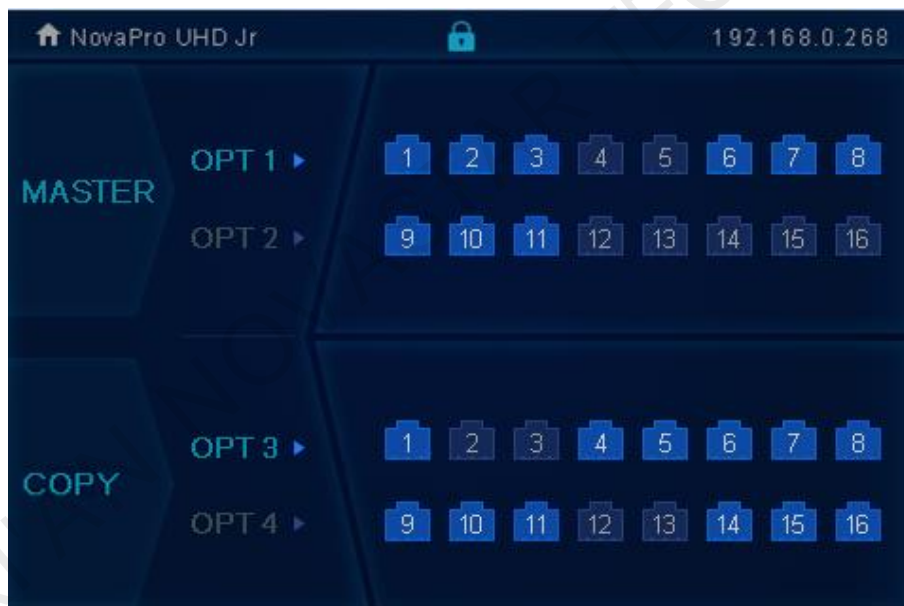 NovaPro UHD Jr 192.168.0.268
MASTER
OPT 1 1 2 3 4 5 6 7 8
OPT 2 9 10 11 12 13 14 15 16
COPY
OPT 3 1 2 3 4 5 6 7 8
OPT 4 9 10 11 12 13 14 15 16